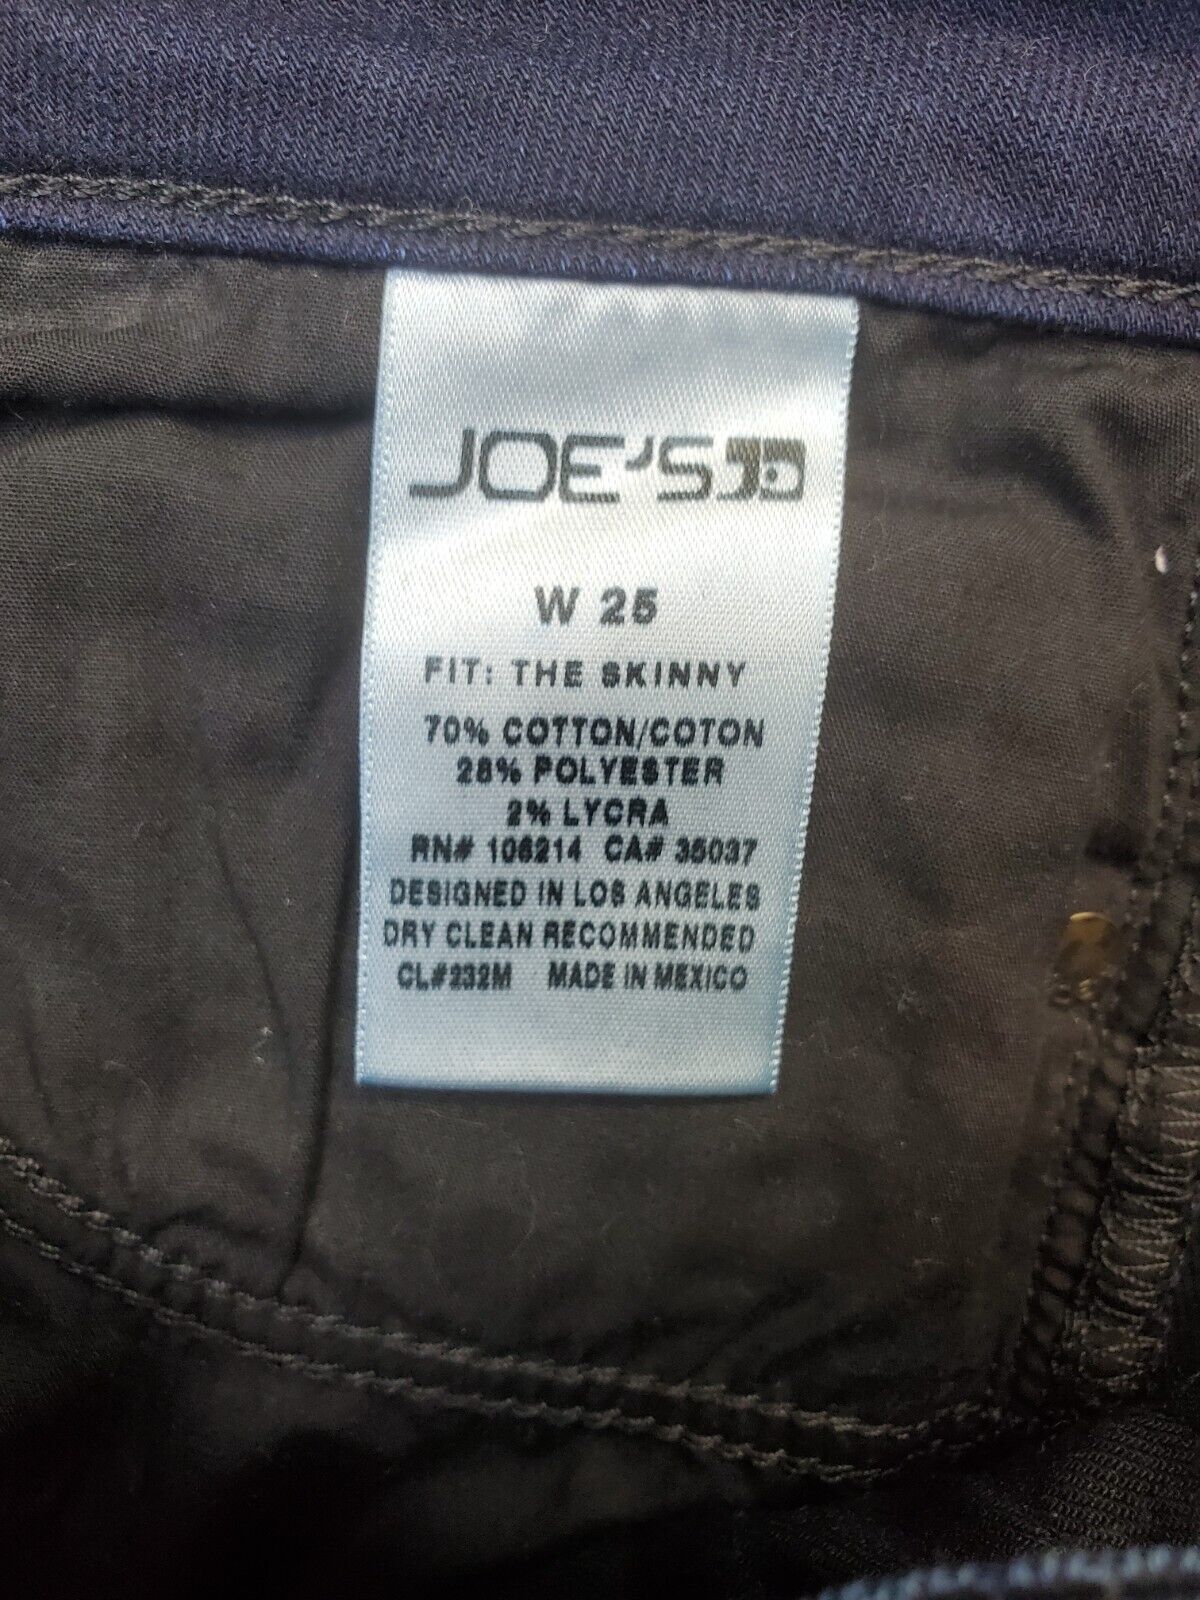 JOE'S
W 25
FIT: THE SKINNY
70% COTTON/COTON
28% POLYESTER
2% LYCRA
RN# 106214 CA# 35037
DESIGNED IN LOS ANGELES
DRY CLEAN RECOMMENDED
CL#232M MADE IN MEXICO